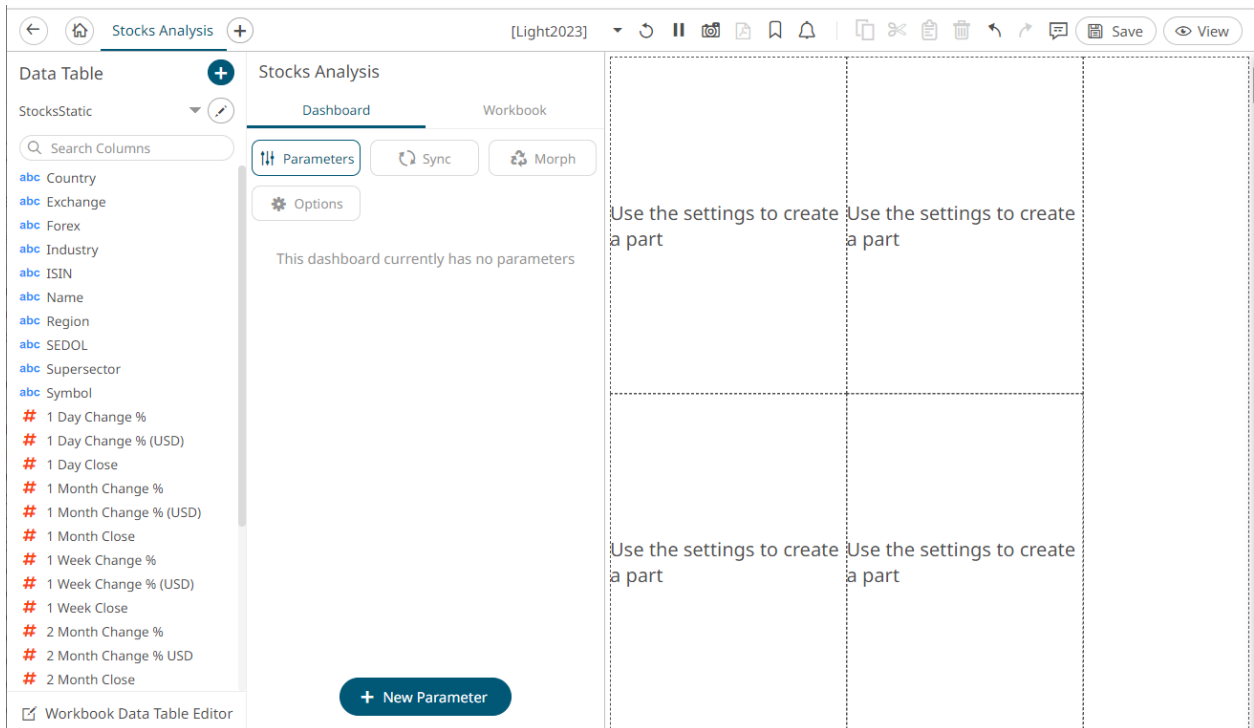 Stocks Analysis
[Light2023]
Save
View
Data Table
StocksStatic
Search Columns
abc Country
abc Exchange
abc Forex
abc Industry
abc ISIN
abc Name
abc Region
abc SEDOL
abc Supersector
abc Symbol
# 1 Day Change %
# 1 Day Change % (USD)
# 1 Day Close
# 1 Month Change %
# 1 Month Change % (USD)
# 1 Month Close
# 1 Week Change %
# 1 Week Change % (USD)
# 1 Week Close
# 2 Month Change %
# 2 Month Change % USD
# 2 Month Close
Workbook Data Table Editor
Stocks Analysis
Dashboard
Workbook
Parameters
Sync
Morph
Options
This dashboard currently has no parameters
+ New Parameter
Use the settings to create
a part
Use the settings to create
a part
Use the settings to create
a part
Use the settings to create
a part